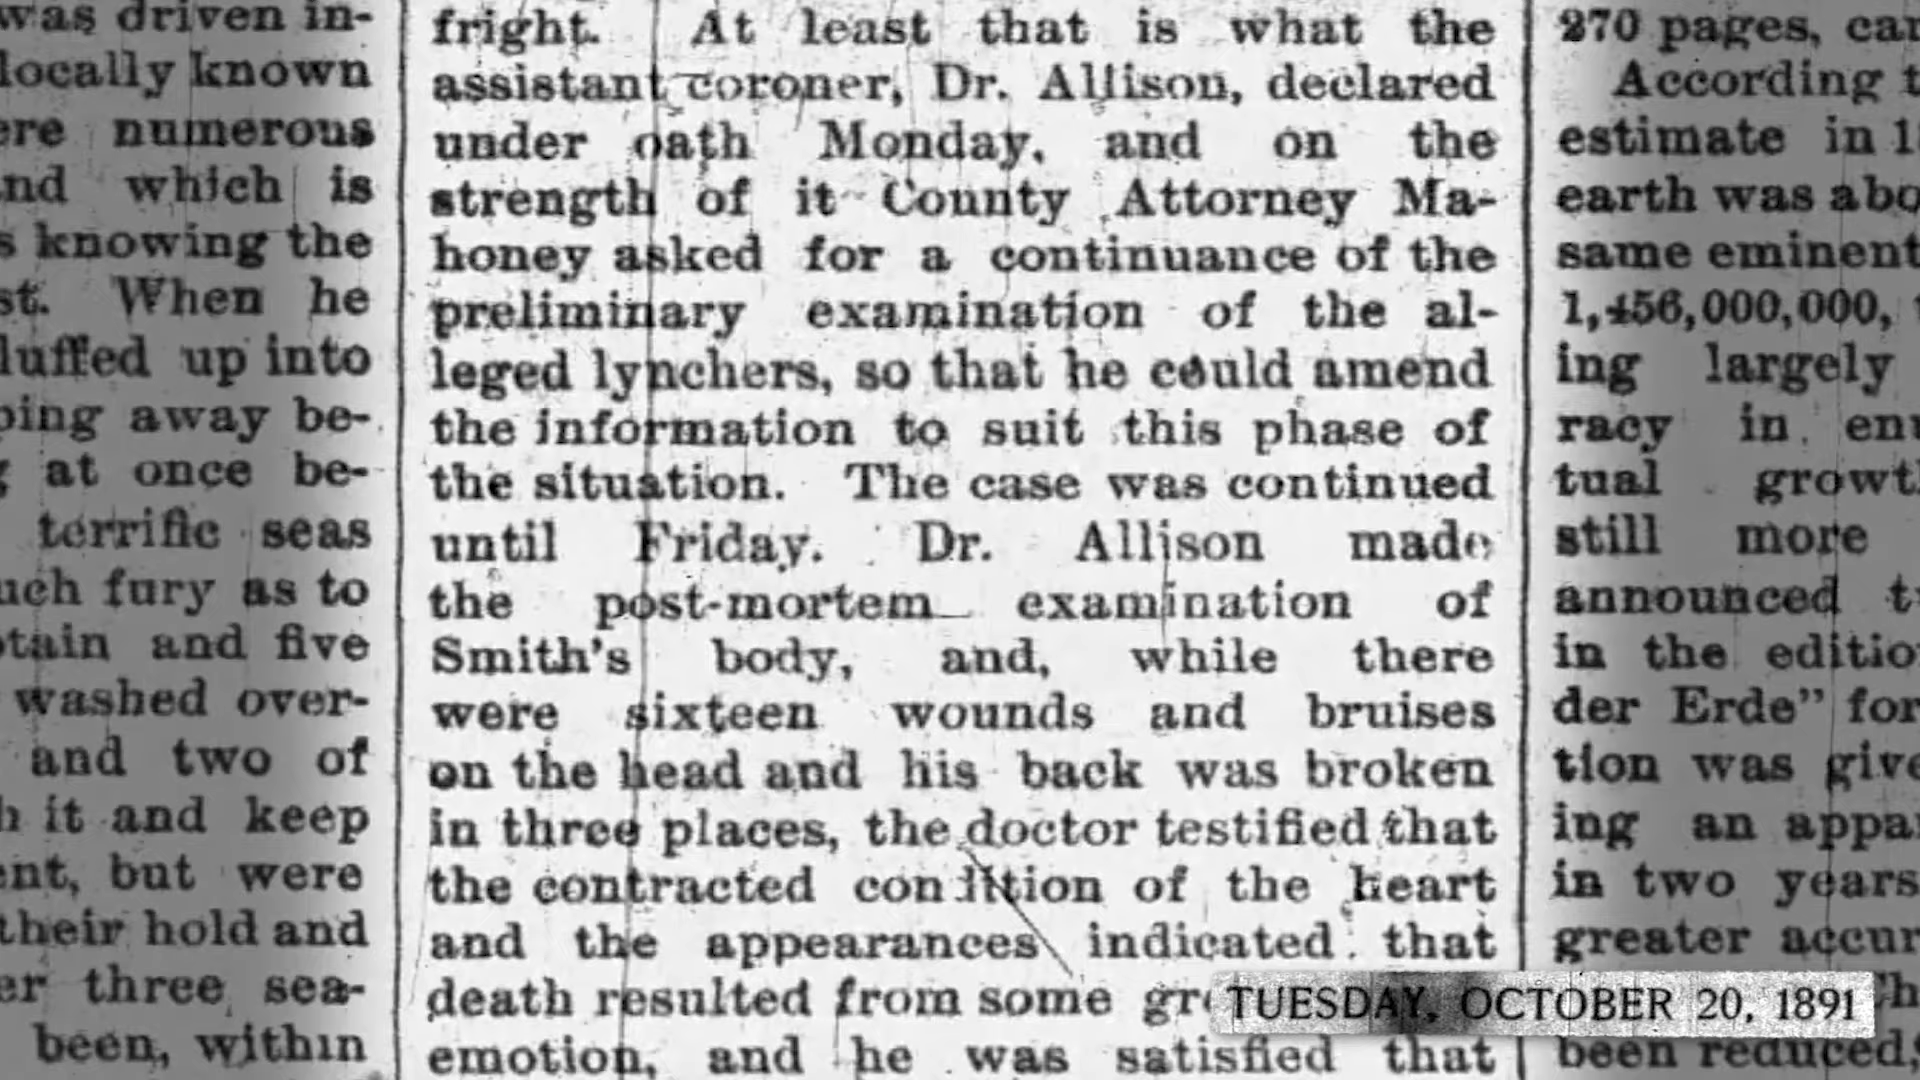 was driven in-
locally known
ere numerous
and which is
s knowing the
st. When he
luffed up into
ping away be-
g at once be-
terrific seas
uch fury as to
ptain and five
washed over-
and two of
h it and keep
ent, but were
their hold and
er three sea-
been, within
fright. At least that is what the
assistant coroner, Dr. Allison, declared
under oath Monday, and on the
strength of it County Attorney Ma-
honey asked for a continuance of the
preliminary examination of the al-
leged lynchers, so that he could amend
the information to suit this phase of
the situation. The case was continued
until Friday. Dr. Allison made
the post-mortem examination of
Smith's body, and, while there
were sixteen wounds and bruises
on the head and his back was broken
in three places, the doctor testified that
the contracted condition of the heart
and the appearances indicated that
death resulted from some gr
emotion, and he was satisfied that
270 pages, car
According t
estimate in 1
earth was abo
same eminent
1,456,000,000,
ing largely
racy in en
tual growt
still more
announced t
in the editio
der Erde" for
tion was give
ing an appa
in two years
greater accur
Ch
been reduced,
TUESDAY, OCTOBER 20, 1891